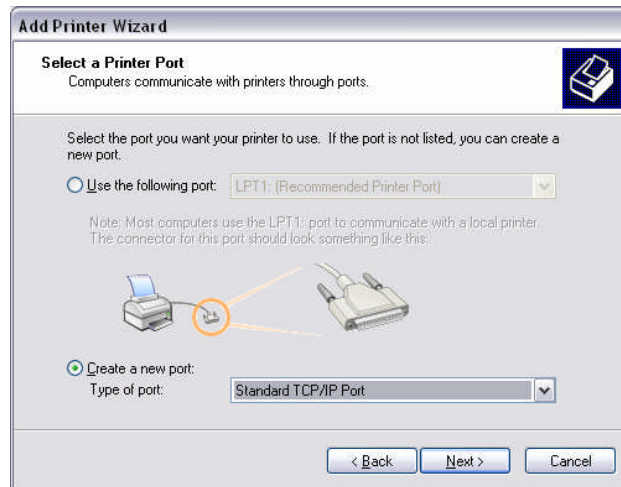 Add Printer Wizard
Select a Printer Port
Computers communicate with printers through ports.
Select the port you want your printer to use. If the port is not listed, you can create a
new port.
Use the following port: LPT1: (Recommended Printer Port)
Note: Most computers use the LPT1: port to communicate with a local printer.
The connector for this port should look something like this:
Create a new port:
Type of port: Standard TCP/IP Port
< Back Next > Cancel